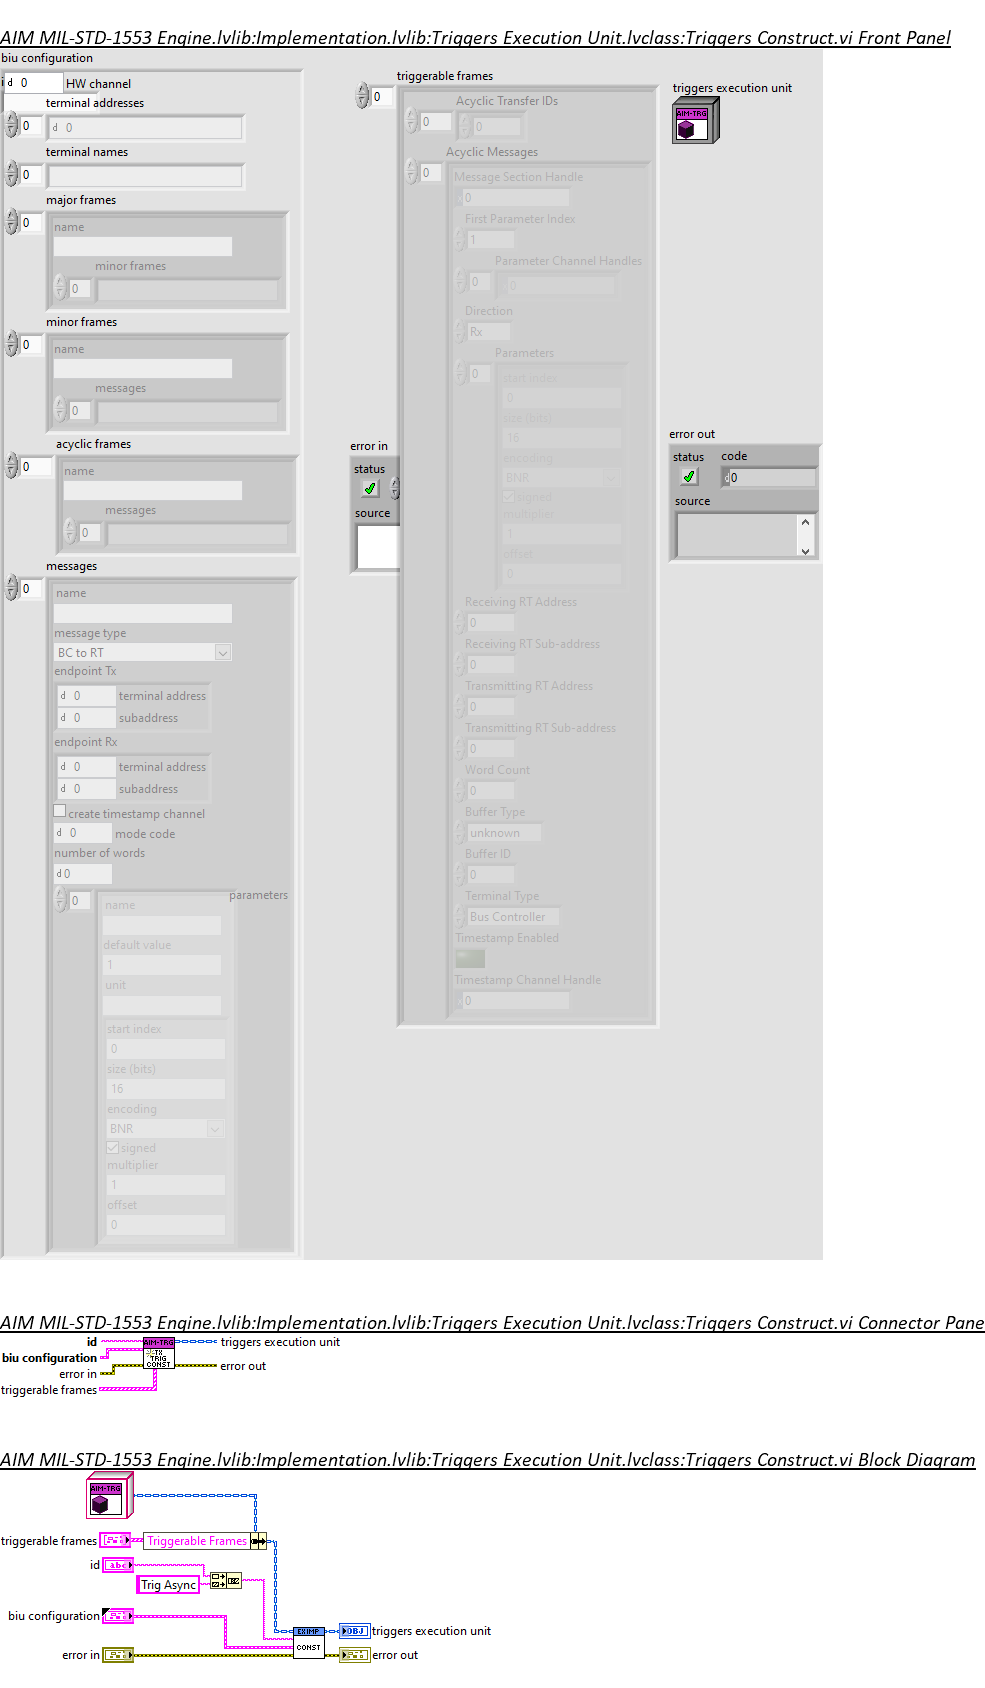 AIM MIL-STD-1553 Engine.lvlib:Implementation.lvlib:Triggers Execution Unit.lvclass:Triggers Construct.vi Front Panel
biu configuration
d 0 HW channel
terminal addresses
0 d 0
terminal names
0
major frames
0
name
minor frames
0
minor frames
0
name
messages
0
acyclic frames
0
name
messages
0
messages
0
name
message type
BC to RT
endpoint Tx
d 0 terminal address
d 0 subaddress
endpoint Rx
d 0 terminal address
d 0 subaddress
create timestamp channel
d 0 mode code
number of words
d 0
0 parameters
name
default value
1
unit
start index
0
size (bits)
16
encoding
BNR
signed
multiplier
1
offset
0
triggerable frames
0
Acyclic Transfer IDs
0 0
Acyclic Messages
0
Message Section Handle
0
First Parameter Index
1
Parameter Channel Handles
0 0
Direction
Rx
Parameters
0
start index
0
size (bits)
16
encoding
BNR
signed
multiplier
1
offset
0
Receiving RT Address
0
Receiving RT Sub-address
0
Transmitting RT Address
0
Transmitting RT Sub-address
0
Word Count
0
Buffer Type
unknown
Buffer ID
0
Terminal Type
Bus Controller
Timestamp Enabled
Timestamp Channel Handle
0
error in
status
source
triggers execution unit
AIM-TRG
error out
status code
d 0
source
AIM MIL-STD-1553 Engine.lvlib:Implementation.lvlib:Triggers Execution Unit.lvclass:Triggers Construct.vi Connector Pane
id
biu configuration
error in
triggerable frames
AIM-TRG
TX
TRIG
CONST
triggers execution unit
error out
AIM MIL-STD-1553 Engine.lvlib:Implementation.lvlib:Triggers Execution Unit.lvclass:Triggers Construct.vi Block Diagram
AIM-TRG
triggerable frames
Triggerable Frames
id
abc
Trig Async
biu configuration
EXIMP
CONST
OBJ
triggers execution unit
error in
error out